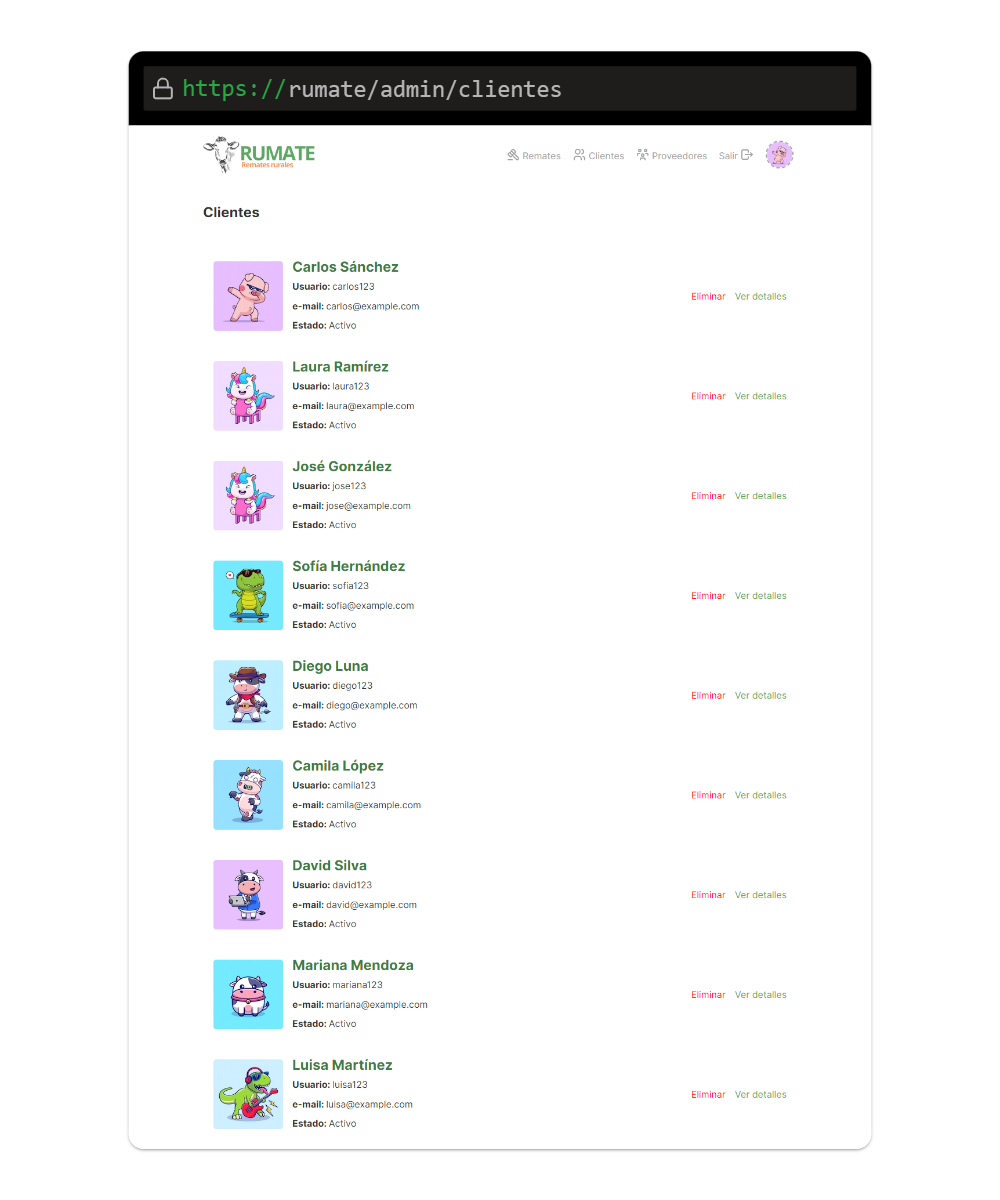 https://rumate/admin/clientes
RUMATE
Remates rurales
Remates Clientes Proveedores Salir
Clientes
Carlos Sánchez
Usuario: carlos123
e-mail: carlos@example.com
Estado: Activo
Eliminar Ver detalles
Laura Ramírez
Usuario: laura123
e-mail: laura@example.com
Estado: Activo
Eliminar Ver detalles
José González
Usuario: jose123
e-mail: jose@example.com
Estado: Activo
Eliminar Ver detalles
Sofía Hernández
Usuario: sofia123
e-mail: sofia@example.com
Estado: Activo
Eliminar Ver detalles
Diego Luna
Usuario: diego123
e-mail: diego@example.com
Estado: Activo
Eliminar Ver detalles
Camila López
Usuario: camila123
e-mail: camila@example.com
Estado: Activo
Eliminar Ver detalles
David Silva
Usuario: david123
e-mail: david@example.com
Estado: Activo
Eliminar Ver detalles
Mariana Mendoza
Usuario: mariana123
e-mail: mariana@example.com
Estado: Activo
Eliminar Ver detalles
Luisa Martínez
Usuario: luisa123
e-mail: luisa@example.com
Estado: Activo
Eliminar Ver detalles